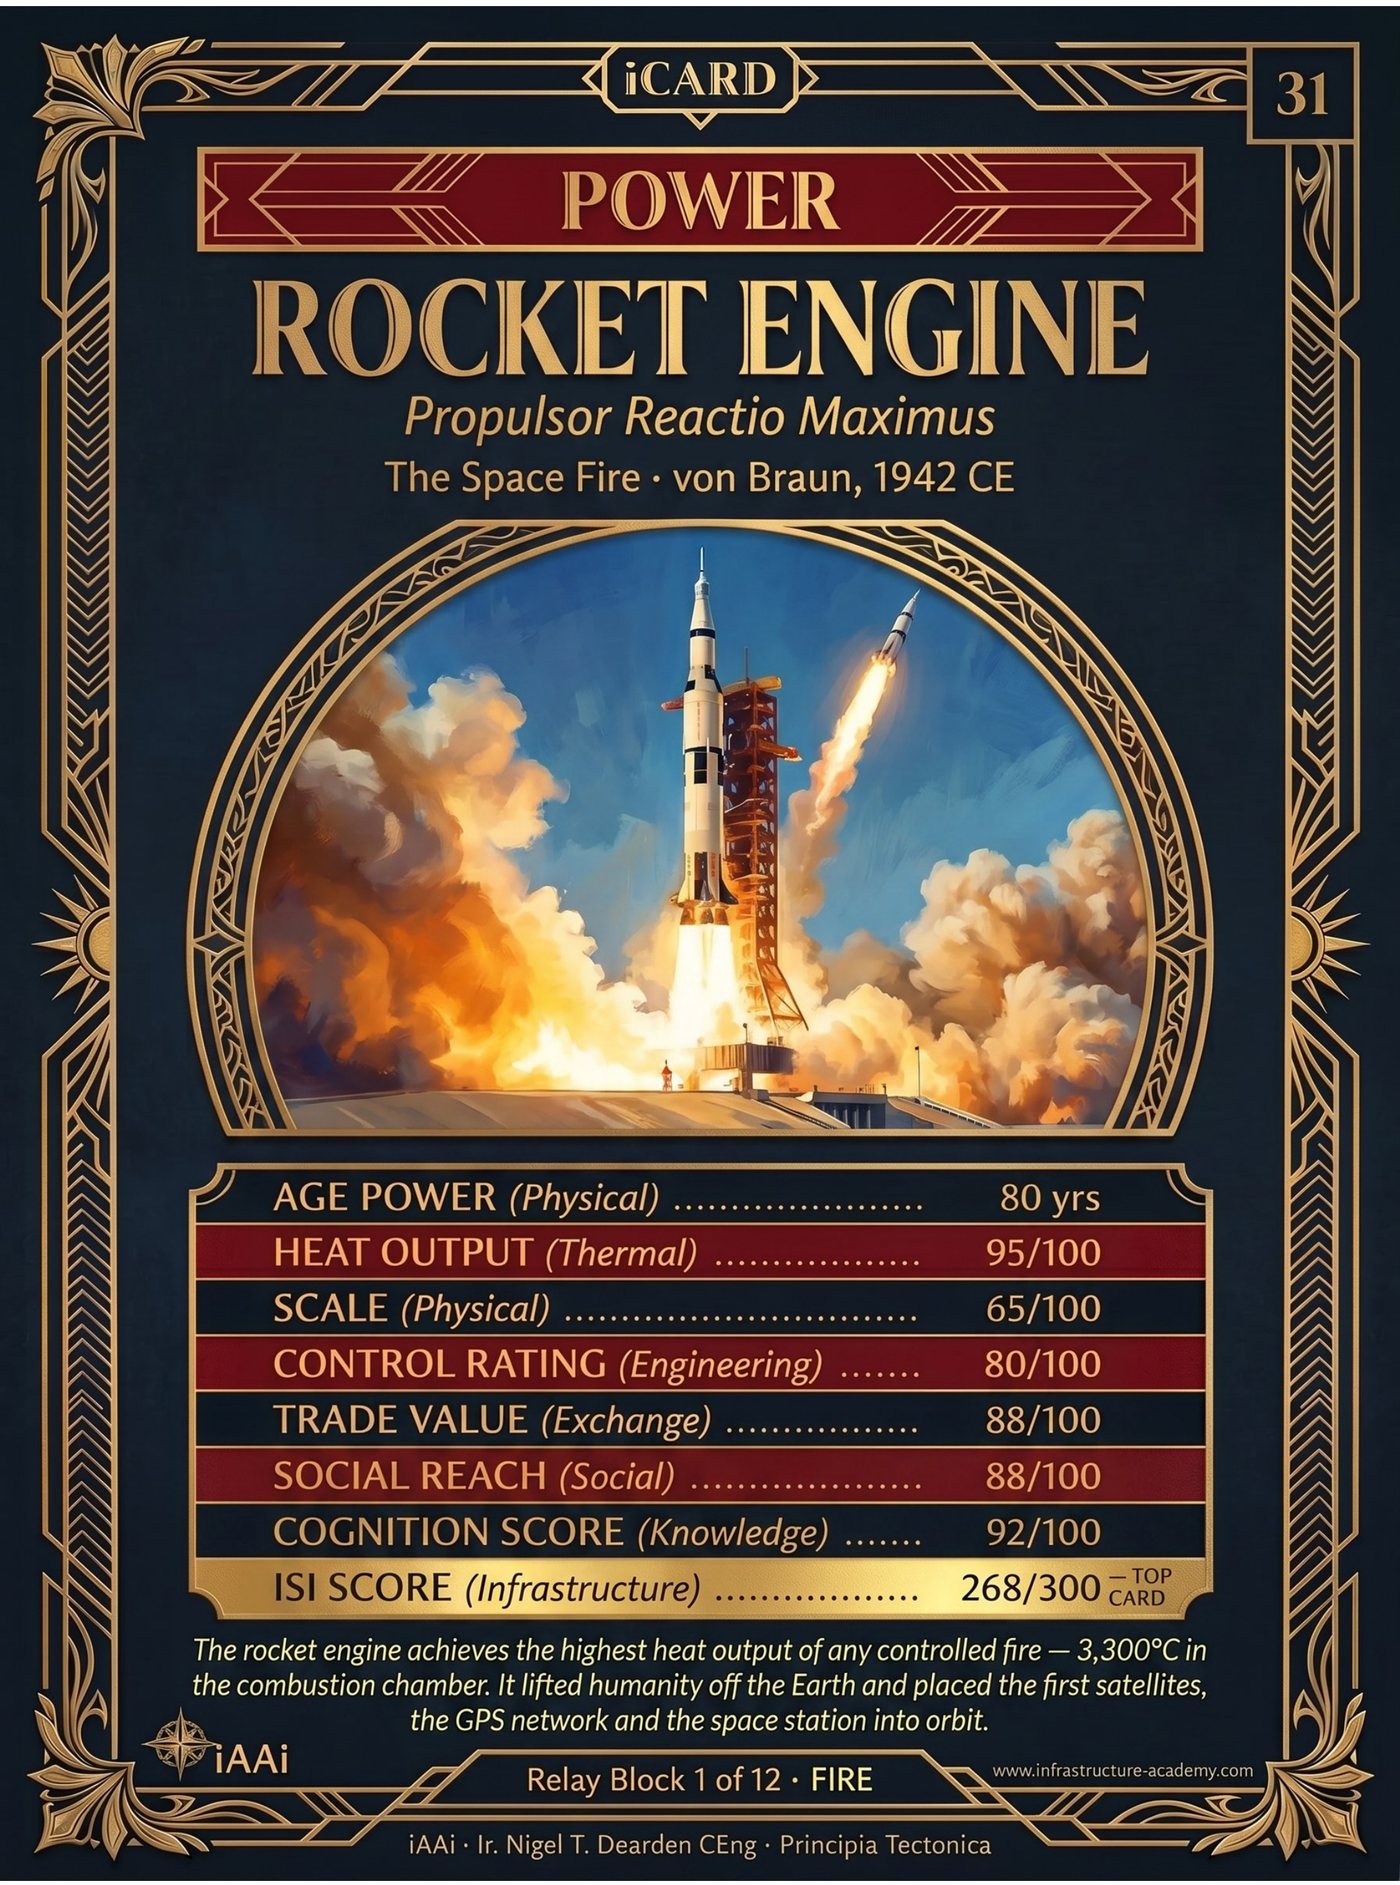 iCARD
31
POWER
ROCKET ENGINE
Propulsor Reactio Maximus
The Space Fire · von Braun, 1942 CE
AGE POWER (Physical) ...................... 80 yrs
HEAT OUTPUT (Thermal) .................. 95/100
SCALE (Physical) ............................... 65/100
CONTROL RATING (Engineering) ....... 80/100
TRADE VALUE (Exchange) ................. 88/100
SOCIAL REACH (Social) .................... 88/100
COGNITION SCORE (Knowledge) ....... 92/100
ISI SCORE (Infrastructure) .................. 268/300 – TOP CARD
The rocket engine achieves the highest heat output of any controlled fire — 3,300°C in
the combustion chamber. It lifted humanity off the Earth and placed the first satellites,
the GPS network and the space station into orbit.
iAAi
Relay Block 1 of 12 · FIRE
www.infrastructure-academy.com
iAAi · Ir. Nigel T. Dearden CEng · Principia Tectonica